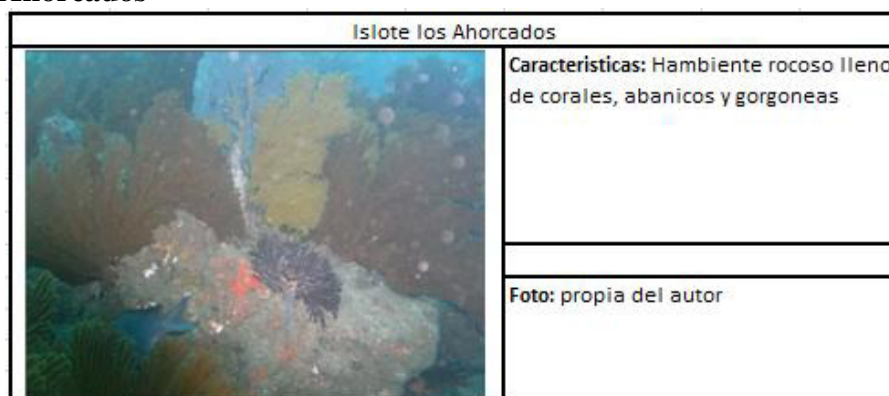 Islote los Ahorcados
Caracteristicas: Hambiente rocoso lleno
de corales, abanicos y gorgoneas
Foto: propia del autor